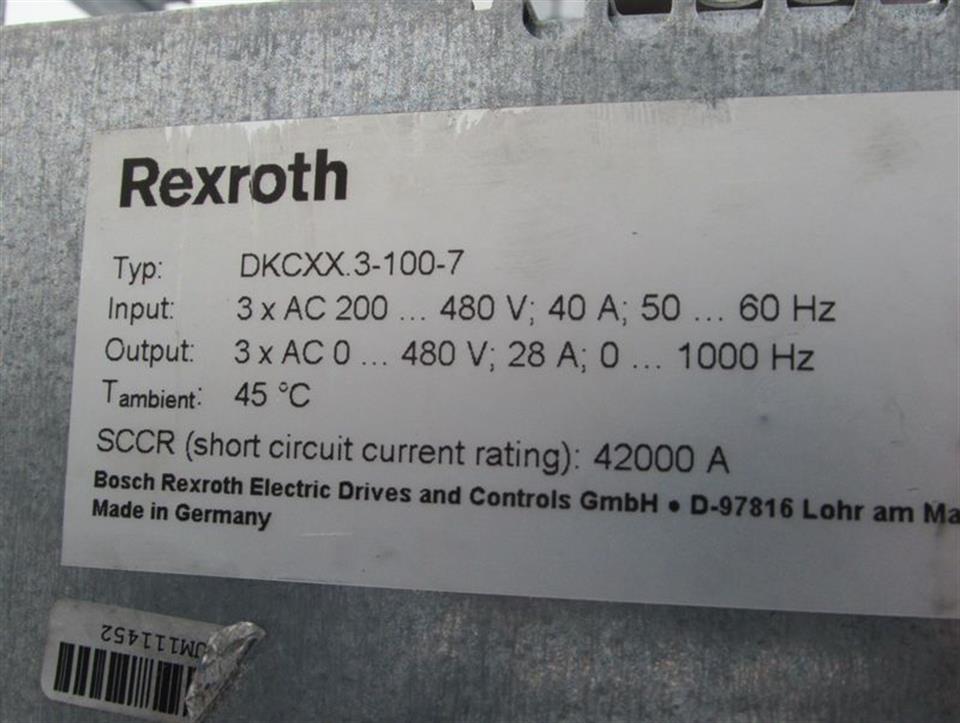 Rexroth
Typ: DKCXX.3-100-7
Input: 3 x AC 200 ... 480 V; 40 A; 50 ... 60 Hz
Output: 3 x AC 0 ... 480 V; 28 A; 0 ... 1000 Hz
Tambient: 45 °C
SCCR (short circuit current rating): 42000 A
Bosch Rexroth Electric Drives and Controls GmbH • D-97816 Lohr am Ma
Made in Germany
JM111452